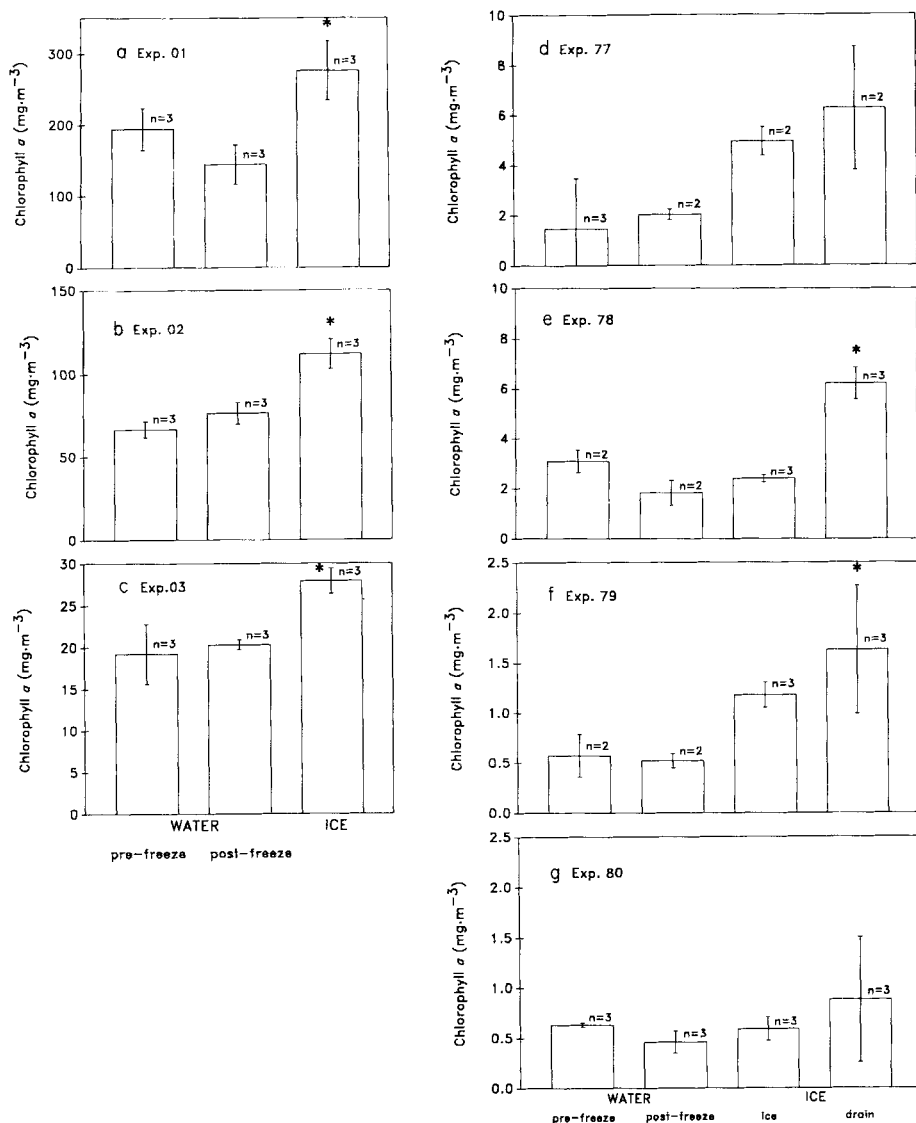 a Exp. 01
Chlorophyll a (mg·m−3)
300
200
100
0
n=3
n=3
*
n=3
b Exp. 02
Chlorophyll a (mg·m−3)
150
100
50
0
n=3
n=3
*
n=3
c Exp.03
Chlorophyll a (mg·m−3)
30
25
20
15
10
5
0
n=3
n=3
*
n=3
WATER ICE
pre-freeze post-freeze
d Exp. 77
Chlorophyll a (mg·m−3)
10
8
6
4
2
0
n=3
n=2
n=2
n=2
e Exp. 78
Chlorophyll a (mg·m−3)
10
8
6
4
2
0
n=2
n=2
n=3
*
n=3
f Exp. 79
Chlorophyll a (mg·m−3)
2.5
2.0
1.5
1.0
0.5
0.0
n=2
n=2
n=3
*
n=3
g Exp. 80
Chlorophyll a (mg·m−3)
2.5
2.0
1.5
1.0
0.5
0.0
n=3
n=3
n=3
n=3
WATER ICE
pre-freeze post-freeze ice drain